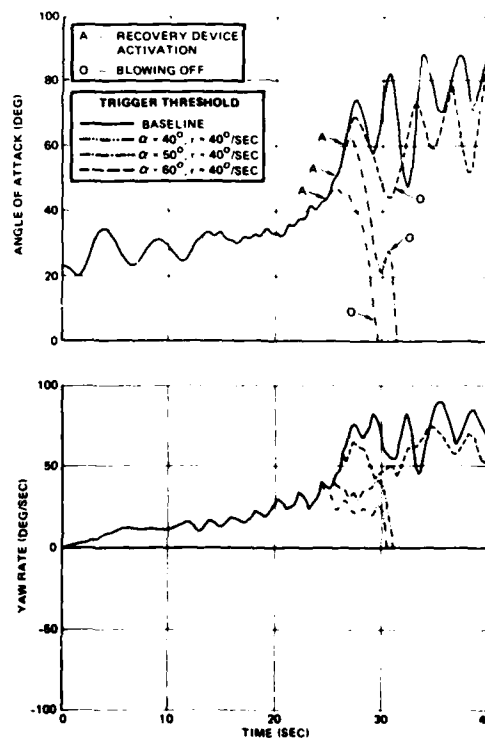 A - RECOVERY DEVICE
ACTIVATION
O - BLOWING OFF
TRIGGER THRESHOLD
BASELINE
α = 40°, r = 40°/SEC
α = 50°, r = 40°/SEC
α = 60°, r = 40°/SEC
ANGLE OF ATTACK (DEG)
100
80
60
40
20
0
A
A
A
O
O
O
YAW RATE (DEG/SEC)
100
50
0
-50
-100
0
10
20
30
40
TIME (SEC)